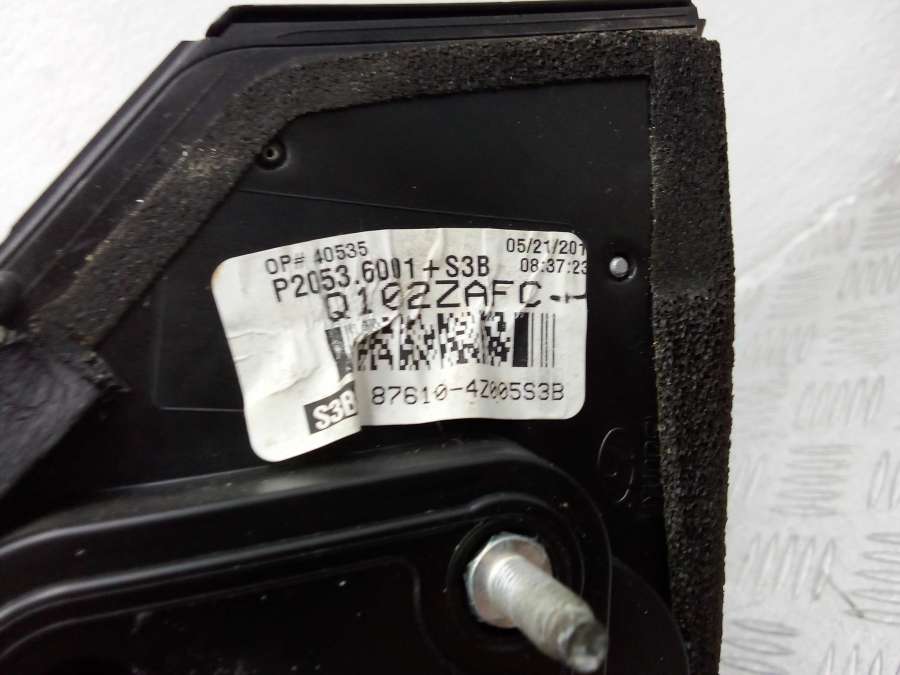 OP# 40535 05/21/201
P2053.6001+S3B 08:37:23
Q102ZAFC
S3B 87610-4Z005S3B